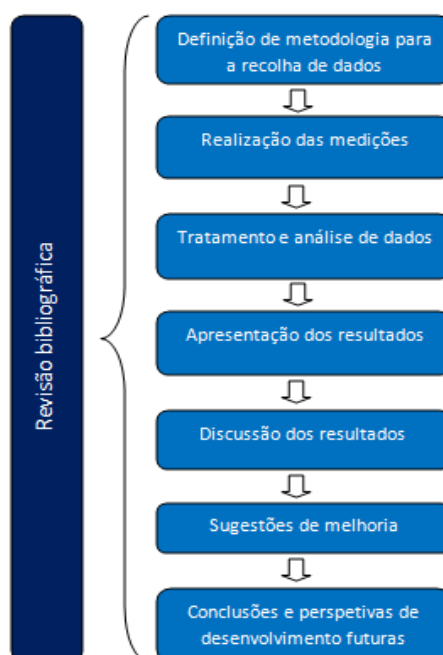 Revisão bibliográfica
Definição de metodologia para
a recolha de dados
Realização das medições
Tratamento e análise de dados
Apresentação dos resultados
Discussão dos resultados
Sugestões de melhoria
Conclusões e perspetivas de
desenvolvimento futuras